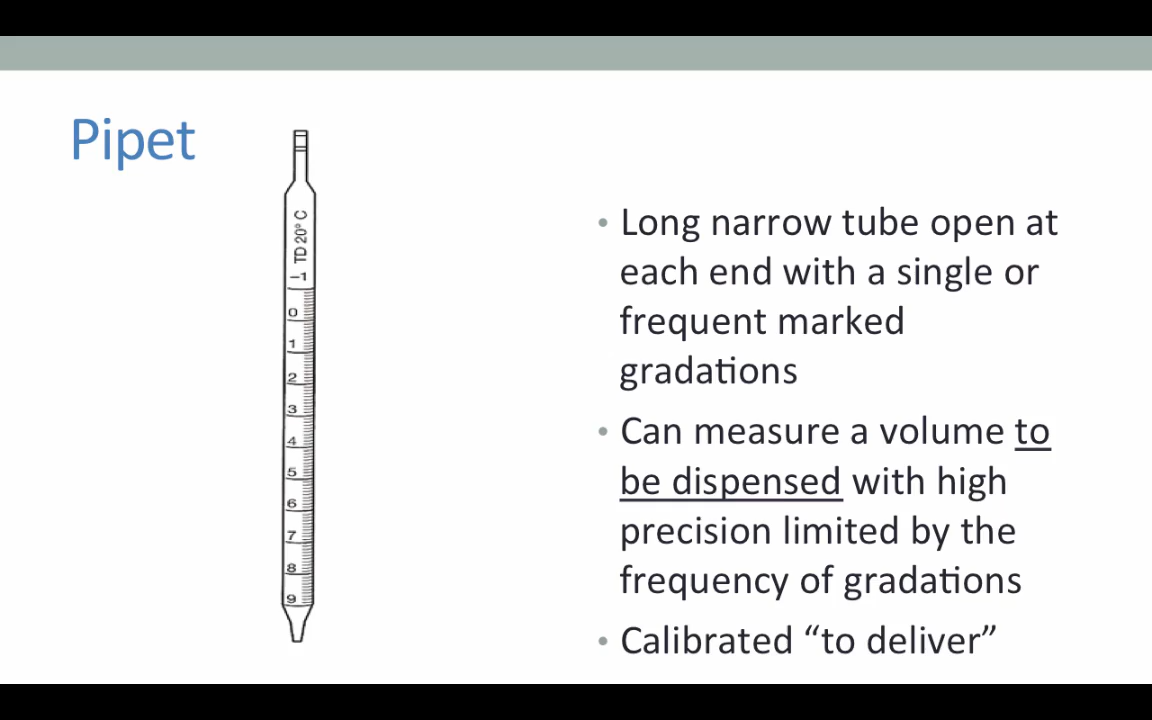 Pipet
TD 20° C
–1
0
1
2
3
4
5
6
7
8
9
• Long narrow tube open at
each end with a single or
frequent marked
gradations
• Can measure a volume to
be dispensed with high
precision limited by the
frequency of gradations
• Calibrated “to deliver”